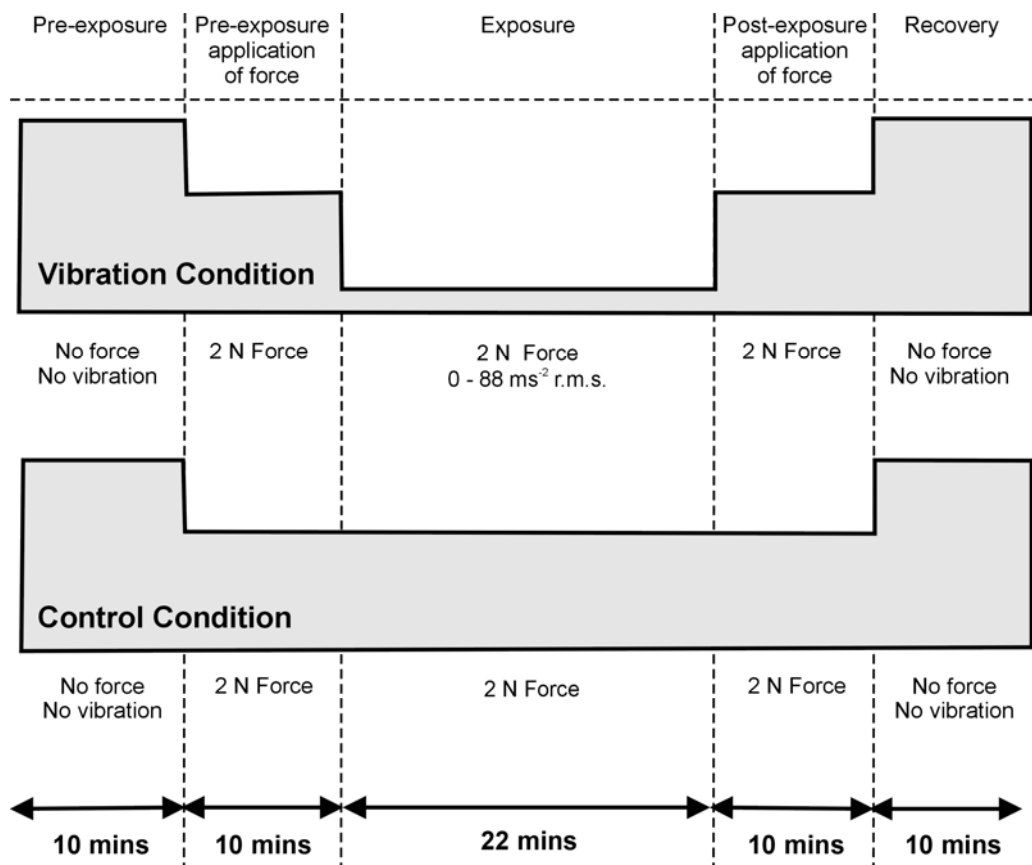 Pre-exposure
Pre-exposure
application
of force
Exposure
Post-exposure
application
of force
Recovery
Vibration Condition
No force
No vibration
2 N Force
2 N Force
0 - 88 ms⁻² r.m.s.
2 N Force
No force
No vibration
Control Condition
No force
No vibration
2 N Force
2 N Force
2 N Force
No force
No vibration
10 mins
10 mins
22 mins
10 mins
10 mins